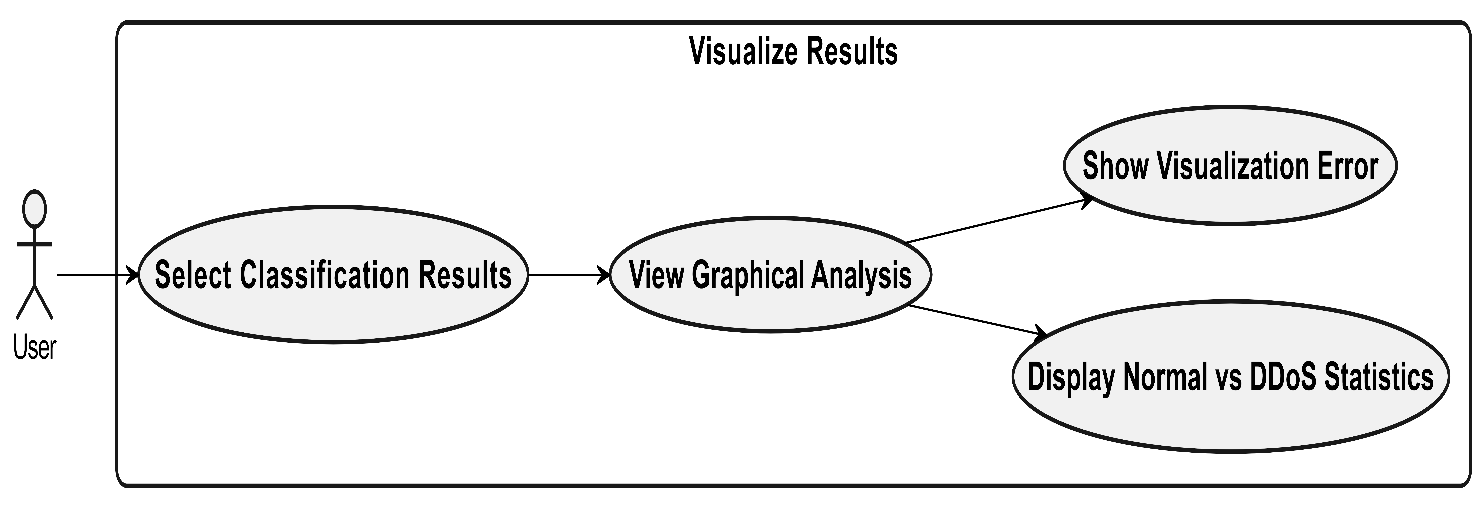 Visualize Results
Show Visualization Error
Select Classification Results
View Graphical Analysis
User
Display Normal vs DDoS Statistics